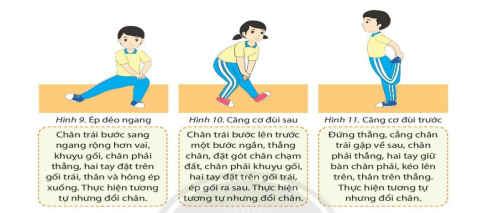 Hình 9. Ép dẻo ngang
Chân trái bước sang
ngang rộng hơn vai,
khuỵu gối, chân phải
thẳng, hai tay đặt trên
gối trái, thân và hông ép
xuống. Thực hiện tương
tự nhưng đổi chân.
Hình 10. Căng cơ đùi sau
Chân trái bước lên trước
một bước ngắn, thẳng
chân, đặt gót chân chạm
đất, chân phải khuỵu gối,
hai tay đặt trên gối trái,
ép gối ra sau. Thực hiện
tương tự nhưng đổi chân.
Hình 11. Căng cơ đùi trước
Đứng thẳng, cẳng chân
trái gập về sau, chân
phải thẳng, hai tay giữ
bàn chân phải, kéo lên
trên, thân trên thẳng.
Thực hiện tương tự
nhưng đổi chân.